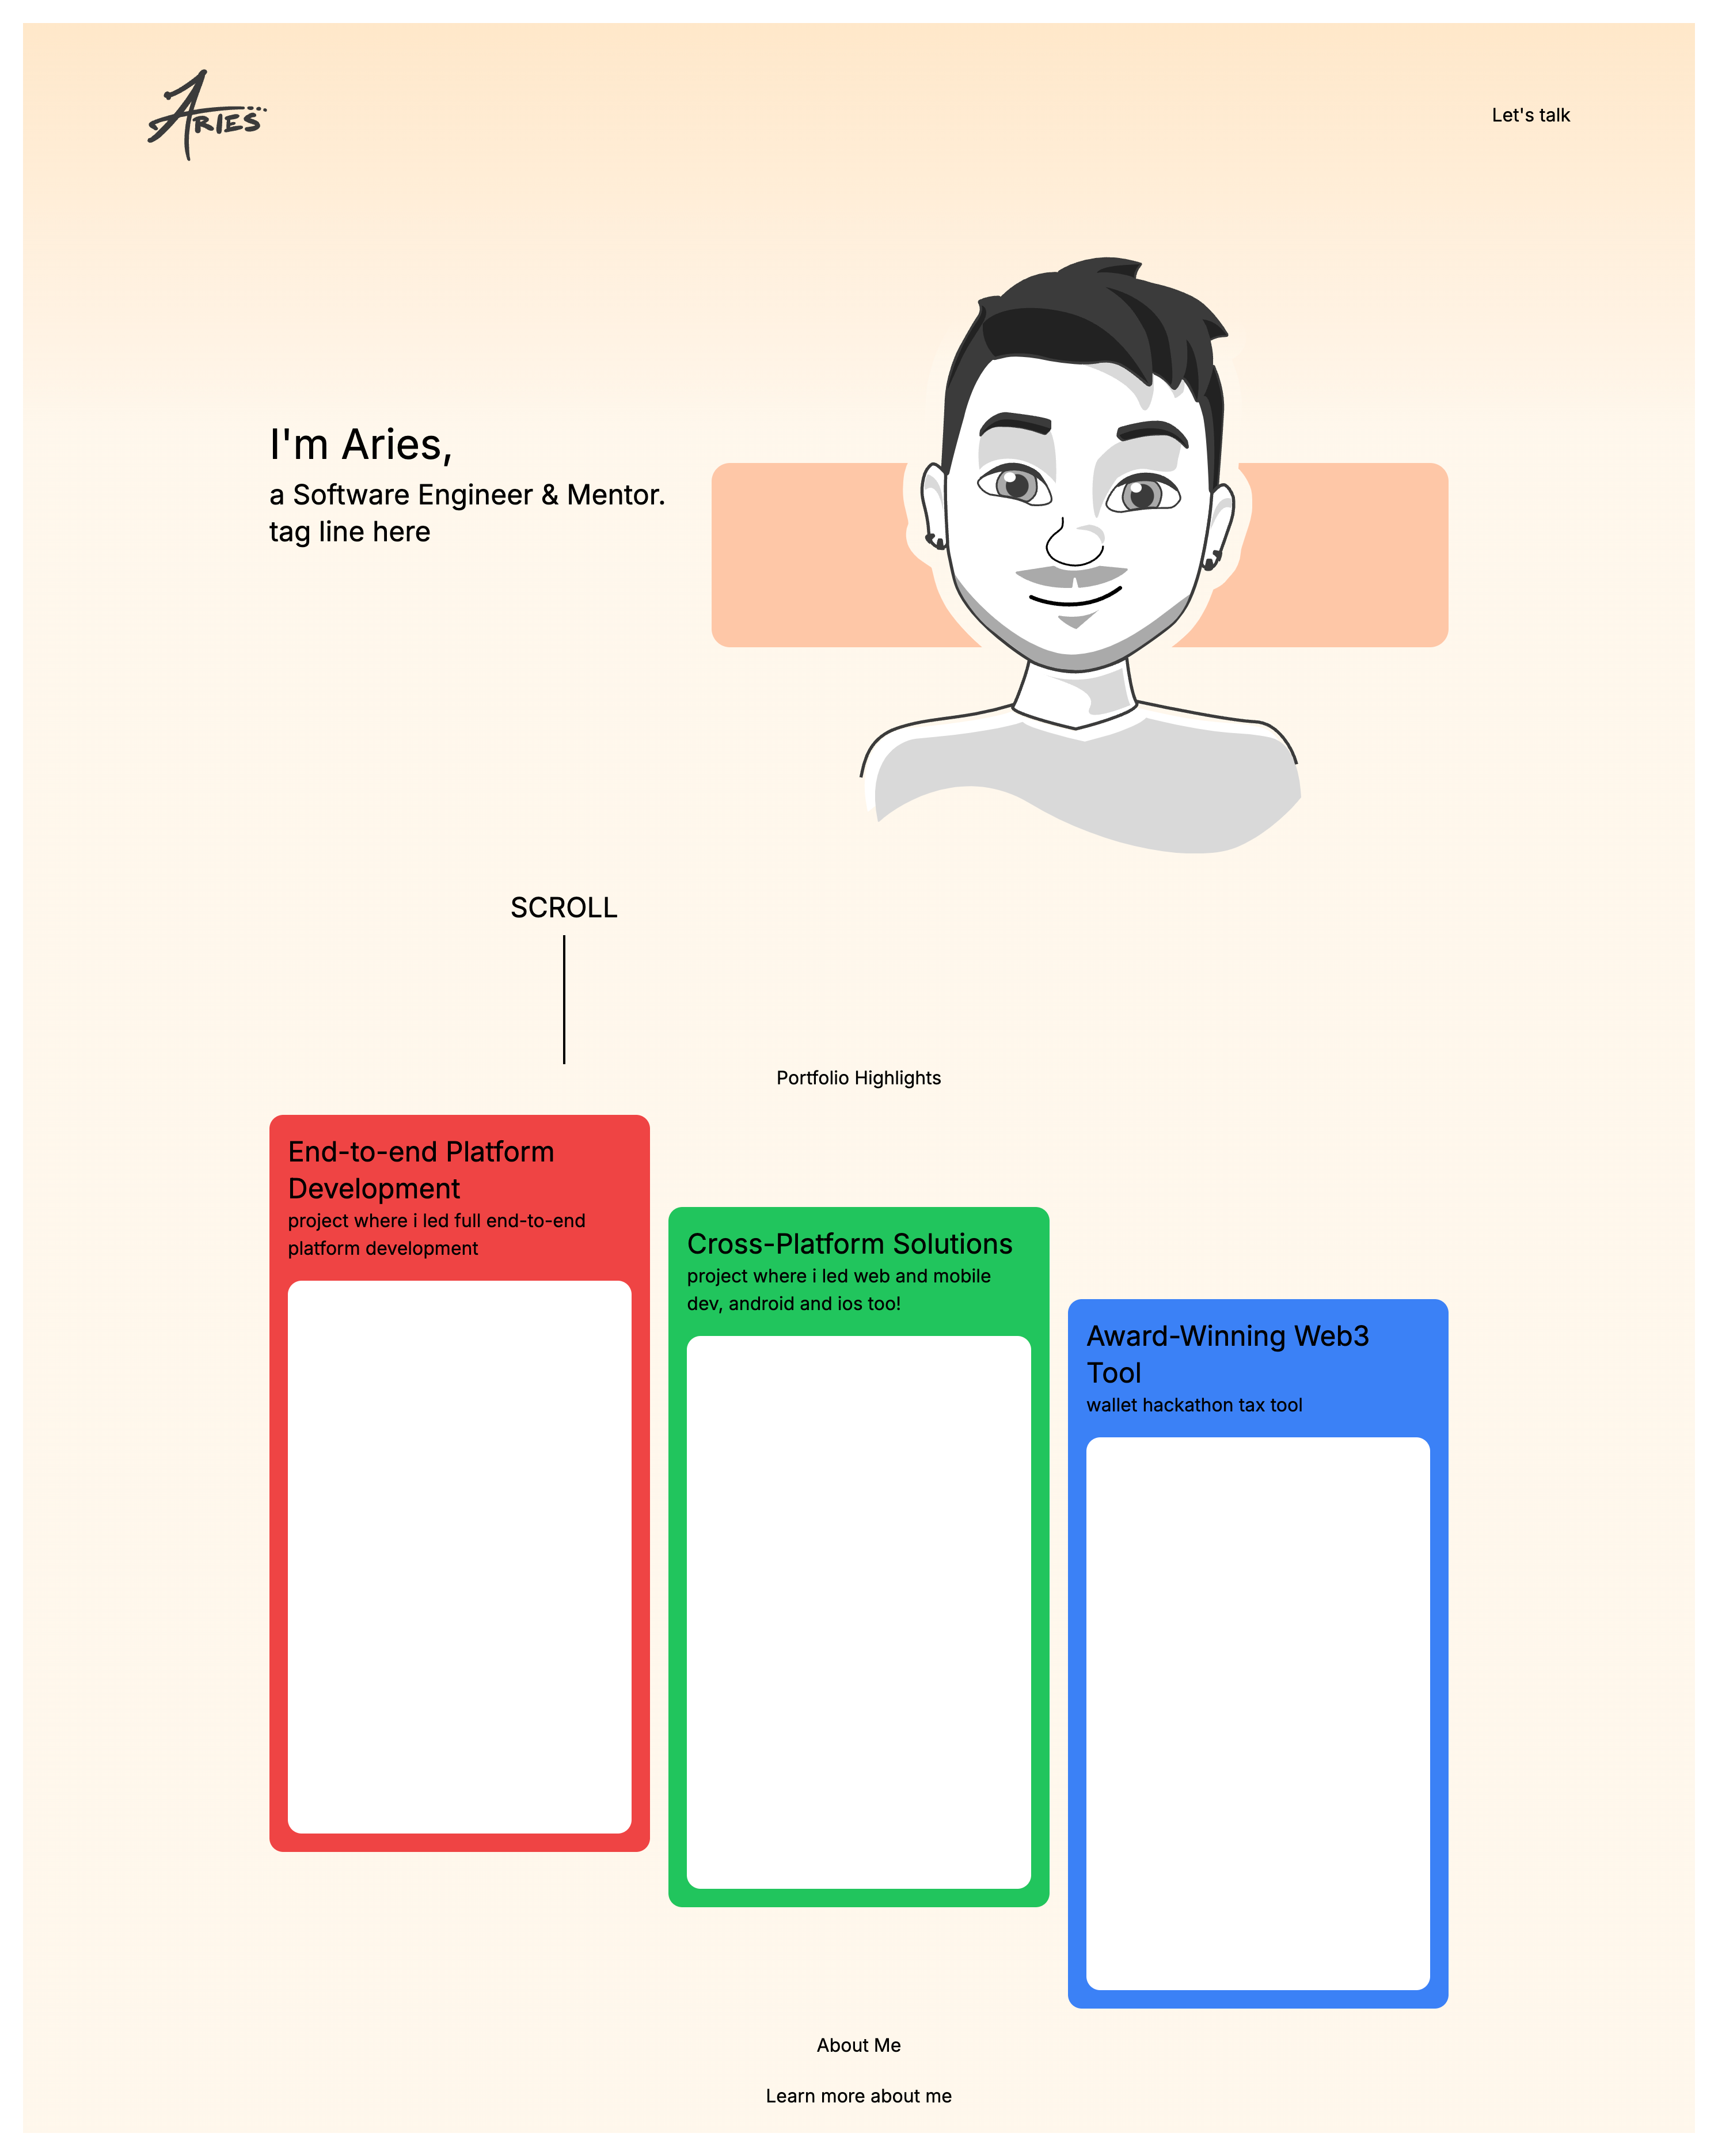 ARIES
Let's talk
I'm Aries,
a Software Engineer & Mentor.
tag line here
SCROLL
Portfolio Highlights
End-to-end Platform
Development
project where i led full end-to-end
platform development
Cross-Platform Solutions
project where i led web and mobile
dev, android and ios too!
Award-Winning Web3
Tool
wallet hackathon tax tool
About Me
Learn more about me